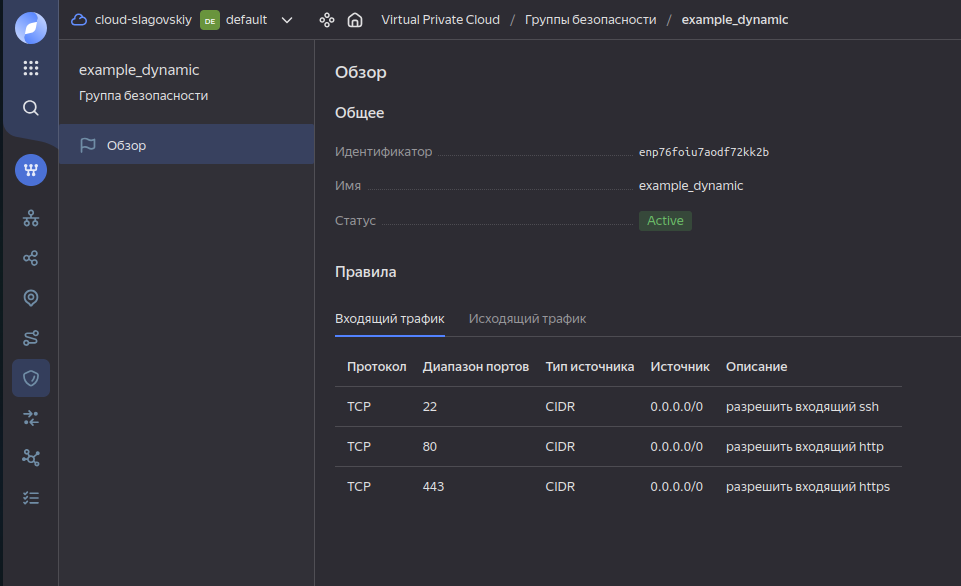 cloud-slagovskiy DE default Virtual Private Cloud / Группы безопасности / example_dynamic
example_dynamic
Группа безопасности
Обзор
Обзор
Общее
Идентификатор enp76foiu7aodf72kk2b
Имя example_dynamic
Статус Active
Правила
Входящий трафик Исходящий трафик
Протокол Диапазон портов Тип источника Источник Описание
TCP 22 CIDR 0.0.0.0/0 разрешить входящий ssh
TCP 80 CIDR 0.0.0.0/0 разрешить входящий http
TCP 443 CIDR 0.0.0.0/0 разрешить входящий https